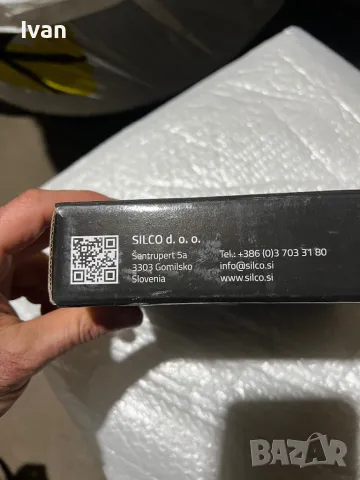 Ivan
SILCO d. o. o.
Šentrupert 5a
3303 Gomilsko
Slovenia
Tel.: +386 (0)3 703 31 80
info@silco.si
www.silco.si
BAZAR